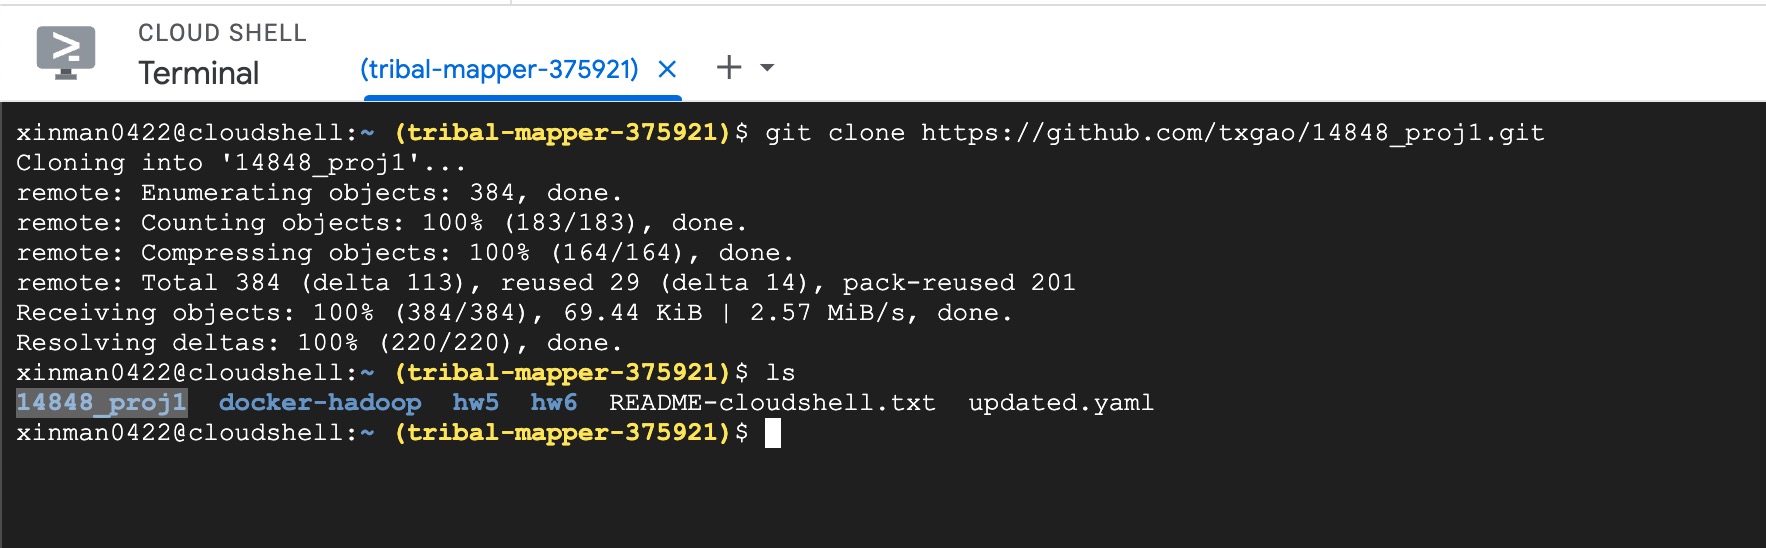 CLOUD SHELL
Terminal
(tribal-mapper-375921)
xinman0422@cloudshell:~ (tribal-mapper-375921)$ git clone https://github.com/txgao/14848_proj1.git
Cloning into '14848_proj1'...
remote: Enumerating objects: 384, done.
remote: Counting objects: 100% (183/183), done.
remote: Compressing objects: 100% (164/164), done.
remote: Total 384 (delta 113), reused 29 (delta 14), pack-reused 201
Receiving objects: 100% (384/384), 69.44 KiB | 2.57 MiB/s, done.
Resolving deltas: 100% (220/220), done.
xinman0422@cloudshell:~ (tribal-mapper-375921)$ ls
14848_proj1  docker-hadoop  hw5  hw6  README-cloudshell.txt  updated.yaml
xinman0422@cloudshell:~ (tribal-mapper-375921)$